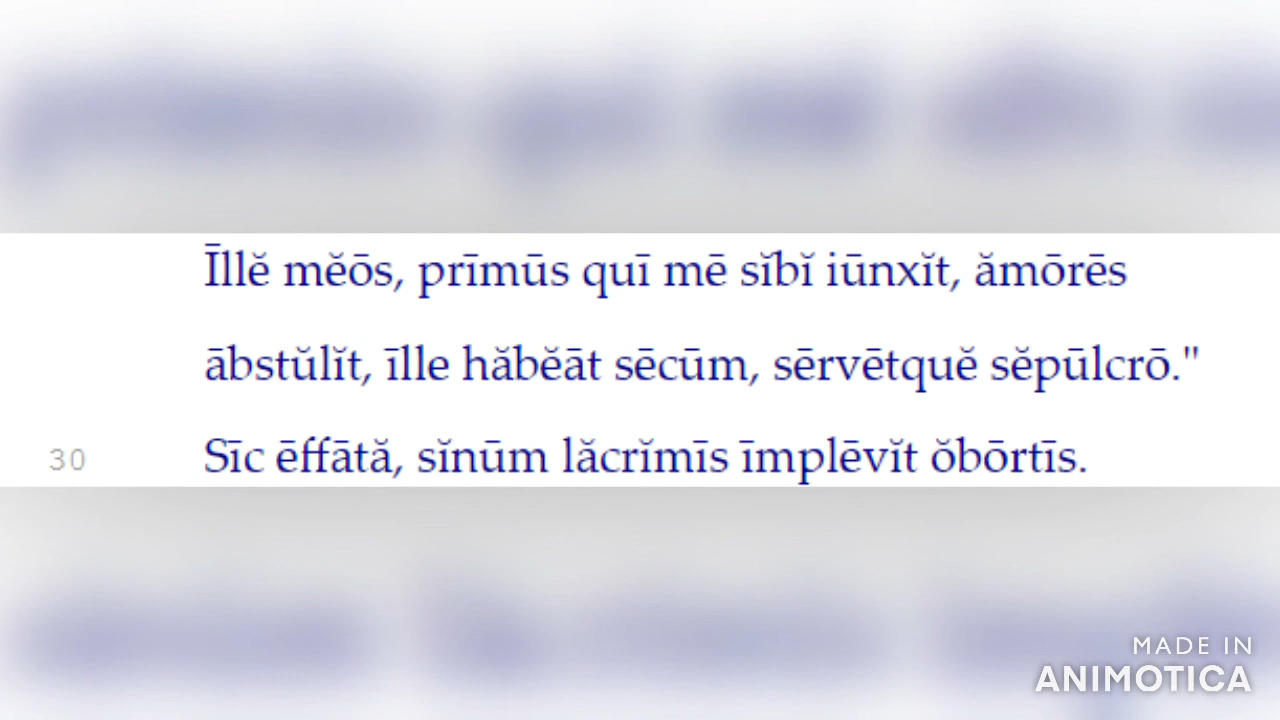 Īllĕ mĕōs, prīmūs quī mē sĭbĭ iūnxĭt, ămōrēs
ābstŭlĭt, īlle hăbĕāt sēcūm, sērvētquĕ sĕpūlcrō."
30 Sīc ēffātă, sĭnūm lăcrĭmīs īmplēvĭt ŏbōrtīs.
MADE IN
ANIMOTICA